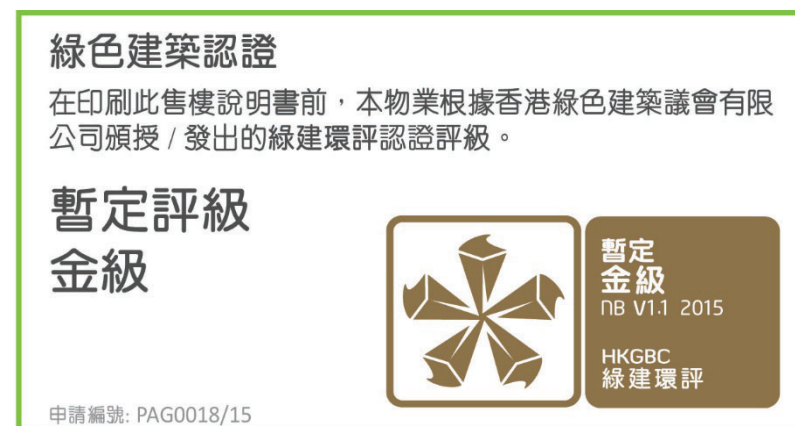 綠色建築認證
在印刷此售樓說明書前，本物業根據香港綠色建築議會有限
公司頒授 / 發出的綠建環評認證評級。
暫定評級
金級
暫定
金級
NB V1.1 2015
HKGBC
綠建環評
申請編號: PAG0018/15